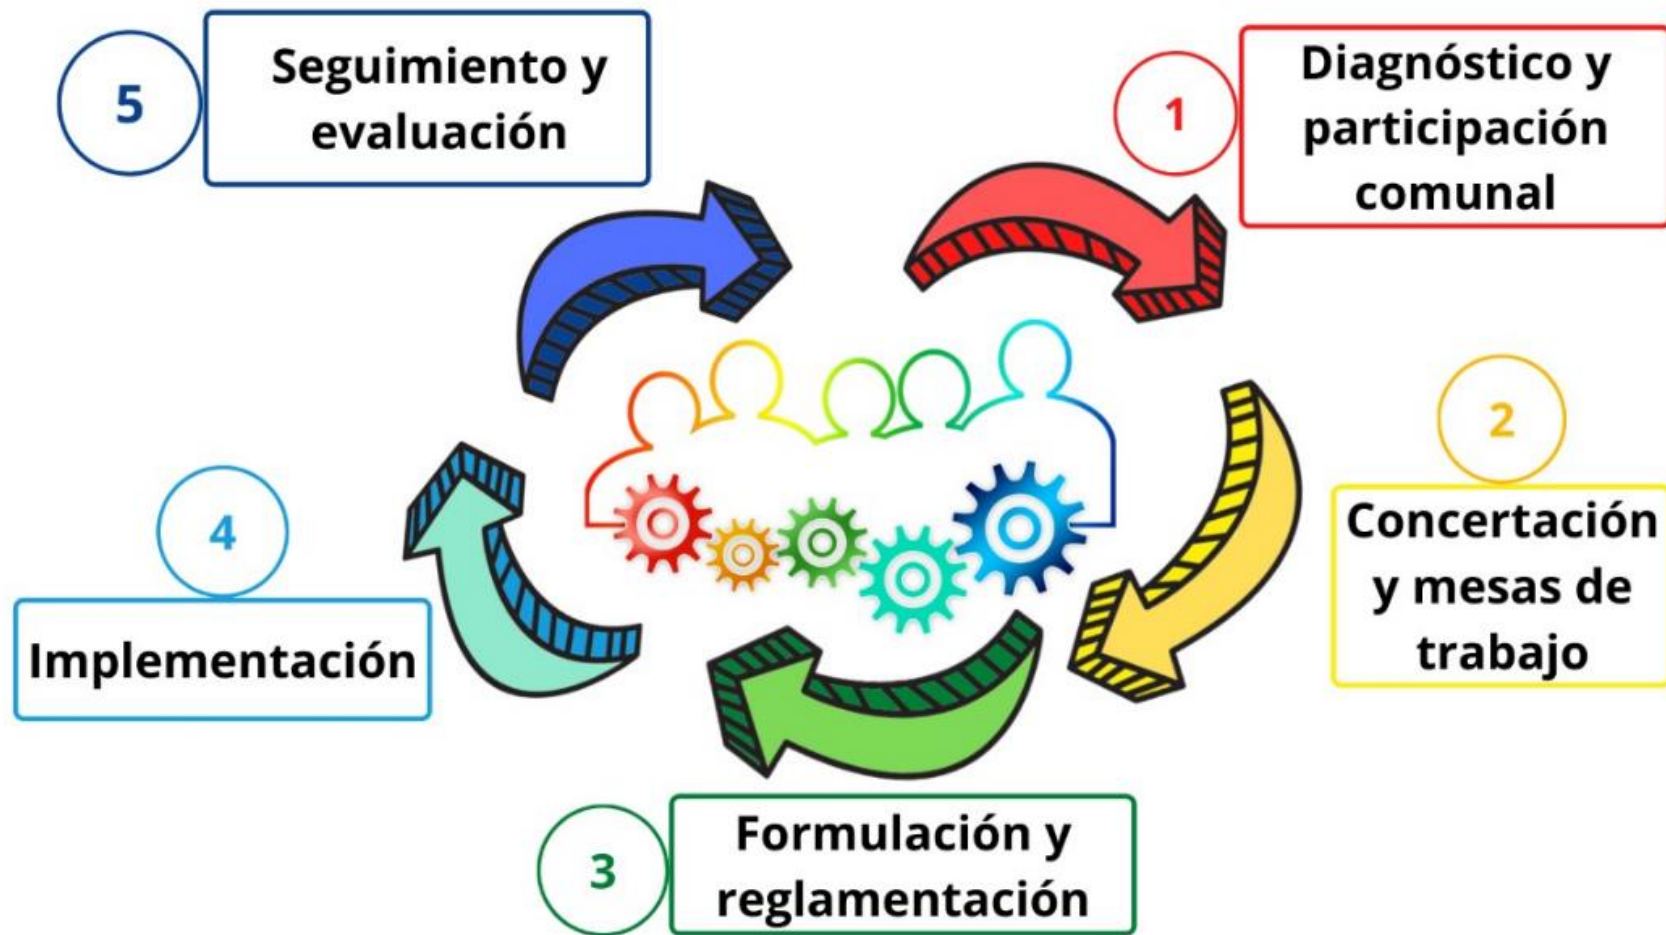 1
Diagnóstico y
participación
comunal
2
Concertación
y mesas de
trabajo
3
Formulación y
reglamentación
4
Implementación
5
Seguimiento y
evaluación